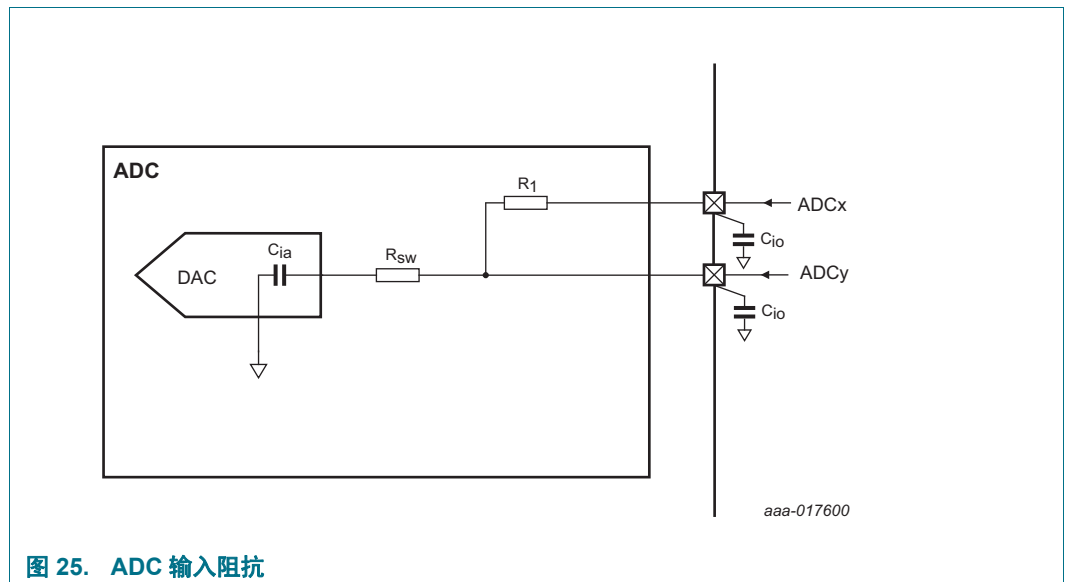 ADC
R1
ADCx
Cio
Cia
Rsw
DAC
ADCy
Cio
aaa-017600
图 25. ADC 输入阻抗